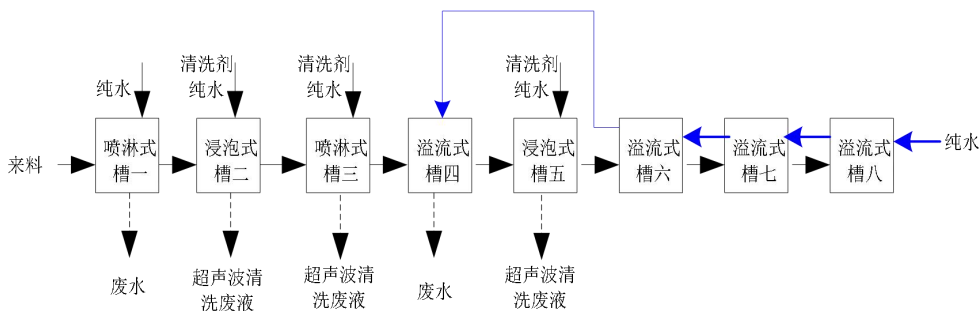 清洗剂
纯水
清洗剂
纯水
清洗剂
纯水
纯水
来料
喷淋式
槽一
浸泡式
槽二
喷淋式
槽三
溢流式
槽四
浸泡式
槽五
溢流式
槽六
溢流式
槽七
溢流式
槽八
纯水
废水
超声波清
洗废液
超声波清
洗废液
废水
超声波清
洗废液